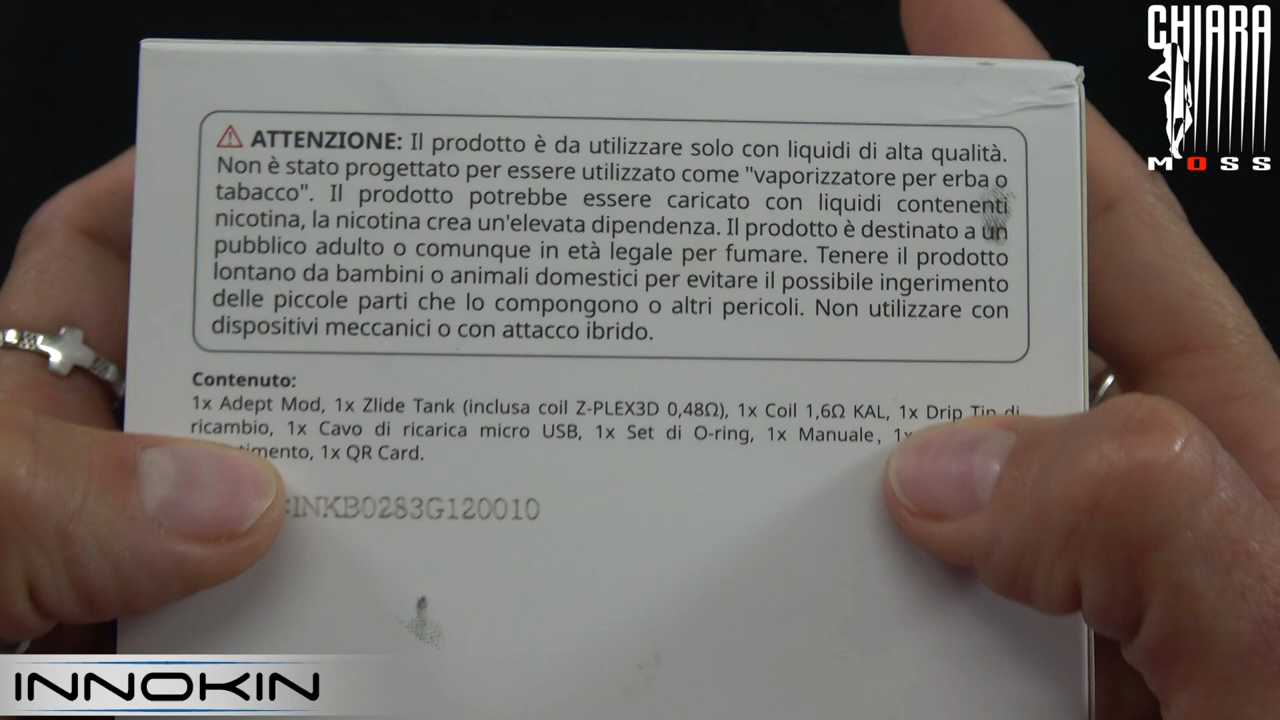 CHIARA
MOSS
ATTENZIONE: Il prodotto è da utilizzare solo con liquidi di alta qualità.
Non è stato progettato per essere utilizzato come "vaporizzatore per erba o
tabacco". Il prodotto potrebbe essere caricato con liquidi contenenti
nicotina, la nicotina crea un'elevata dipendenza. Il prodotto è destinato a un
pubblico adulto o comunque in età legale per fumare. Tenere il prodotto
lontano da bambini o animali domestici per evitare il possibile ingerimento
delle piccole parti che lo compongono o altri pericoli. Non utilizzare con
dispositivi meccanici o con attacco ibrido.
Contenuto:
1x Adept Mod, 1x Zlide Tank (inclusa coil Z-PLEX3D 0,48Ω), 1x Coil 1,6Ω KAL, 1x Drip Tip di
ricambio, 1x Cavo di ricarica micro USB, 1x Set di O-ring, 1x Manuale, 1x
1x QR Card.
:INKB0283G120010
INNOKIN